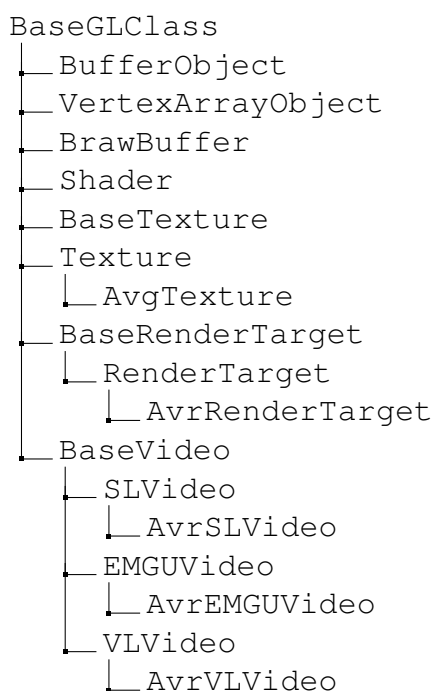 BaseGLClass
BufferObject
VertexArrayObject
BrawBuffer
Shader
BaseTexture
Texture
AvgTexture
BaseRenderTarget
RenderTarget
AvrRenderTarget
BaseVideo
SLVideo
AvrSLVideo
EMGUVideo
AvrEMGUVideo
VLVideo
AvrVLVideo